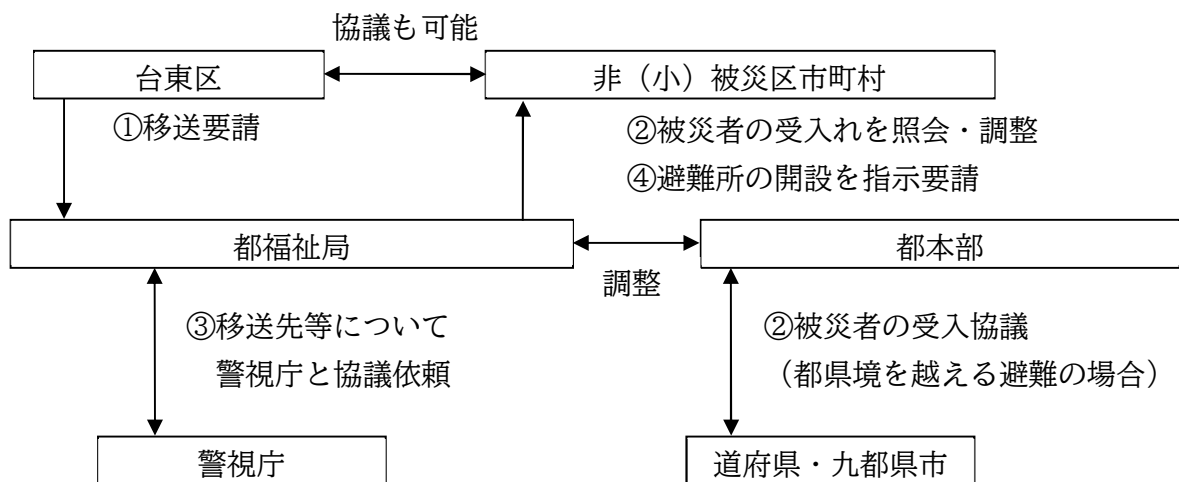 協議も可能
台東区
非（小）被災区市町村
①移送要請
②被災者の受入れを照会・調整
④避難所の開設を指示要請
都福祉局
都本部
調整
③移送先等について
警視庁と協議依頼
②被災者の受入協議
（都県境を越える避難の場合）
警視庁
道府県・九都県市